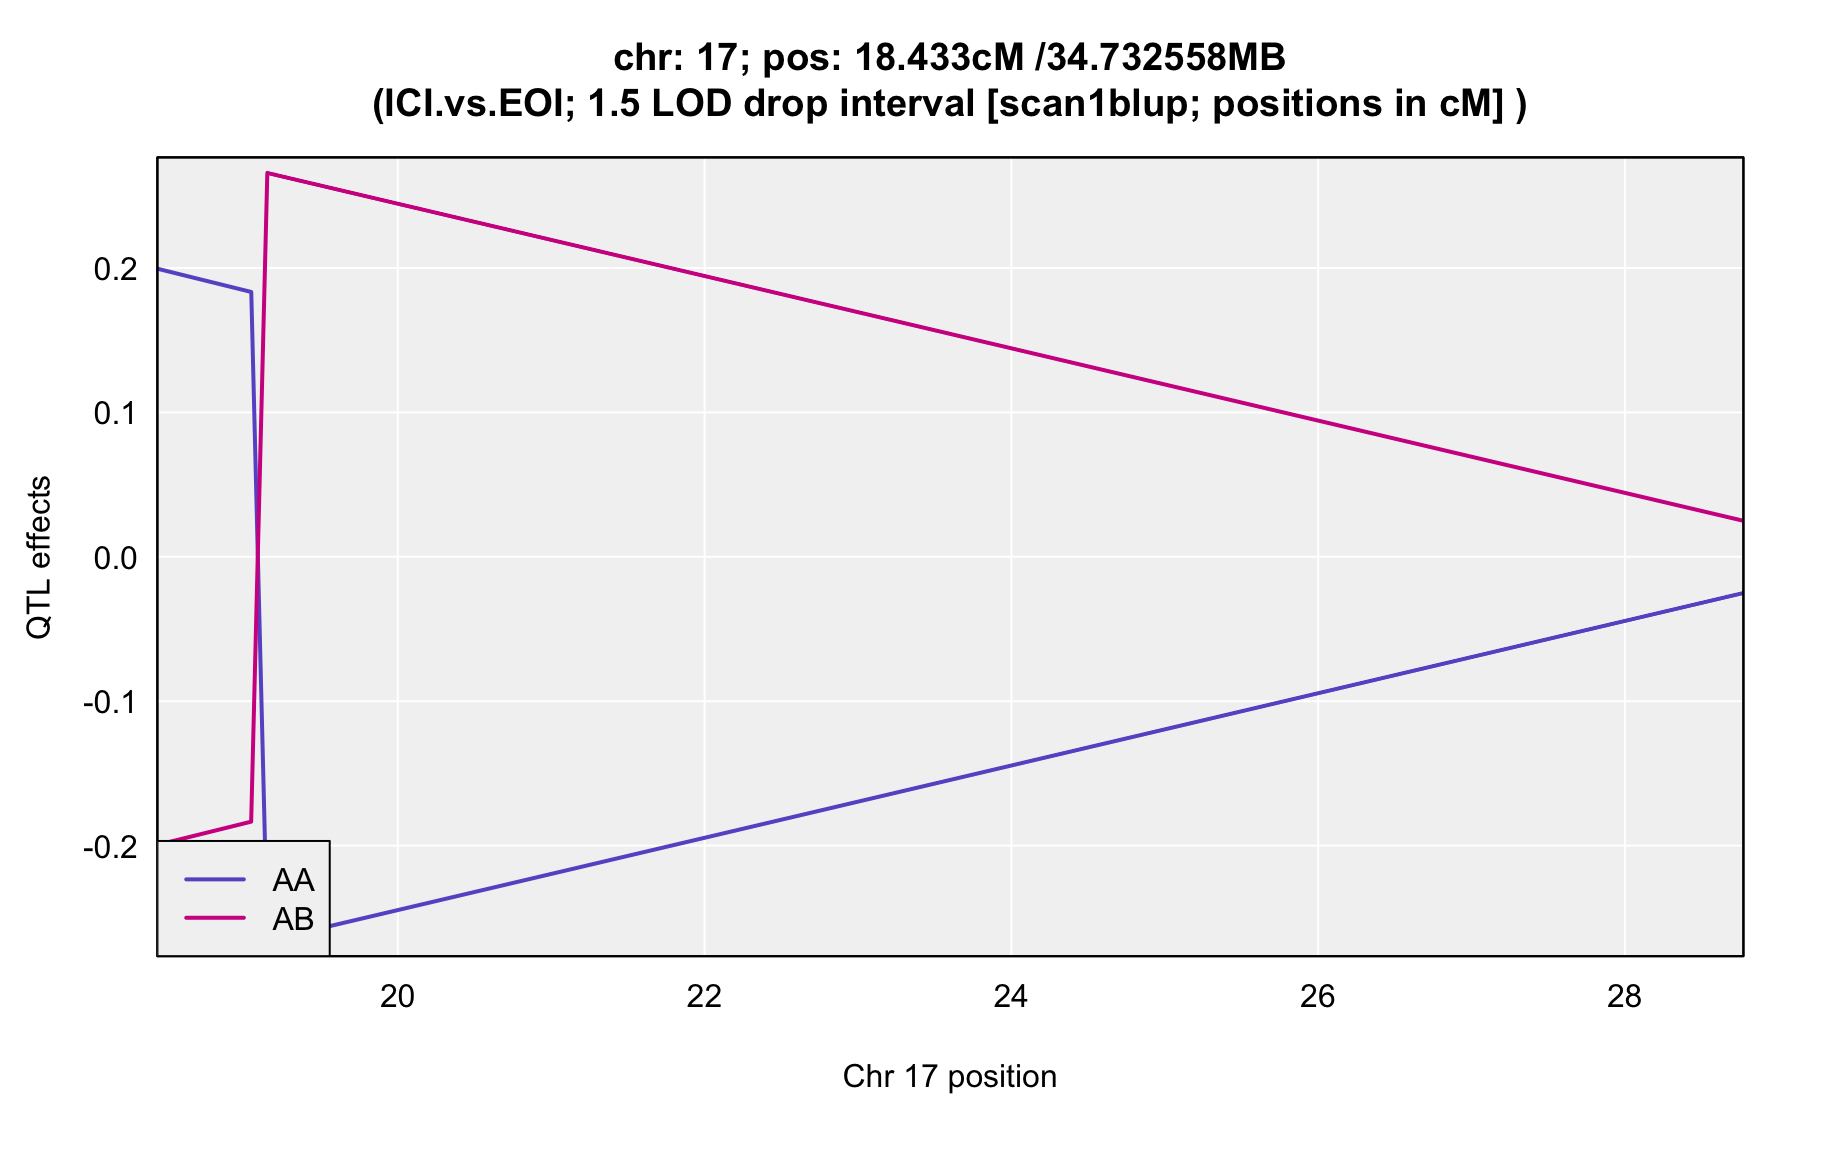 chr: 17; pos: 18.433cM /34.732558MB
(ICI.vs.EOI; 1.5 LOD drop interval [scan1blup; positions in cM] )
QTL effects
0.2
0.1
0.0
-0.1
-0.2
AA
AB
20 22 24 26 28
Chr 17 position